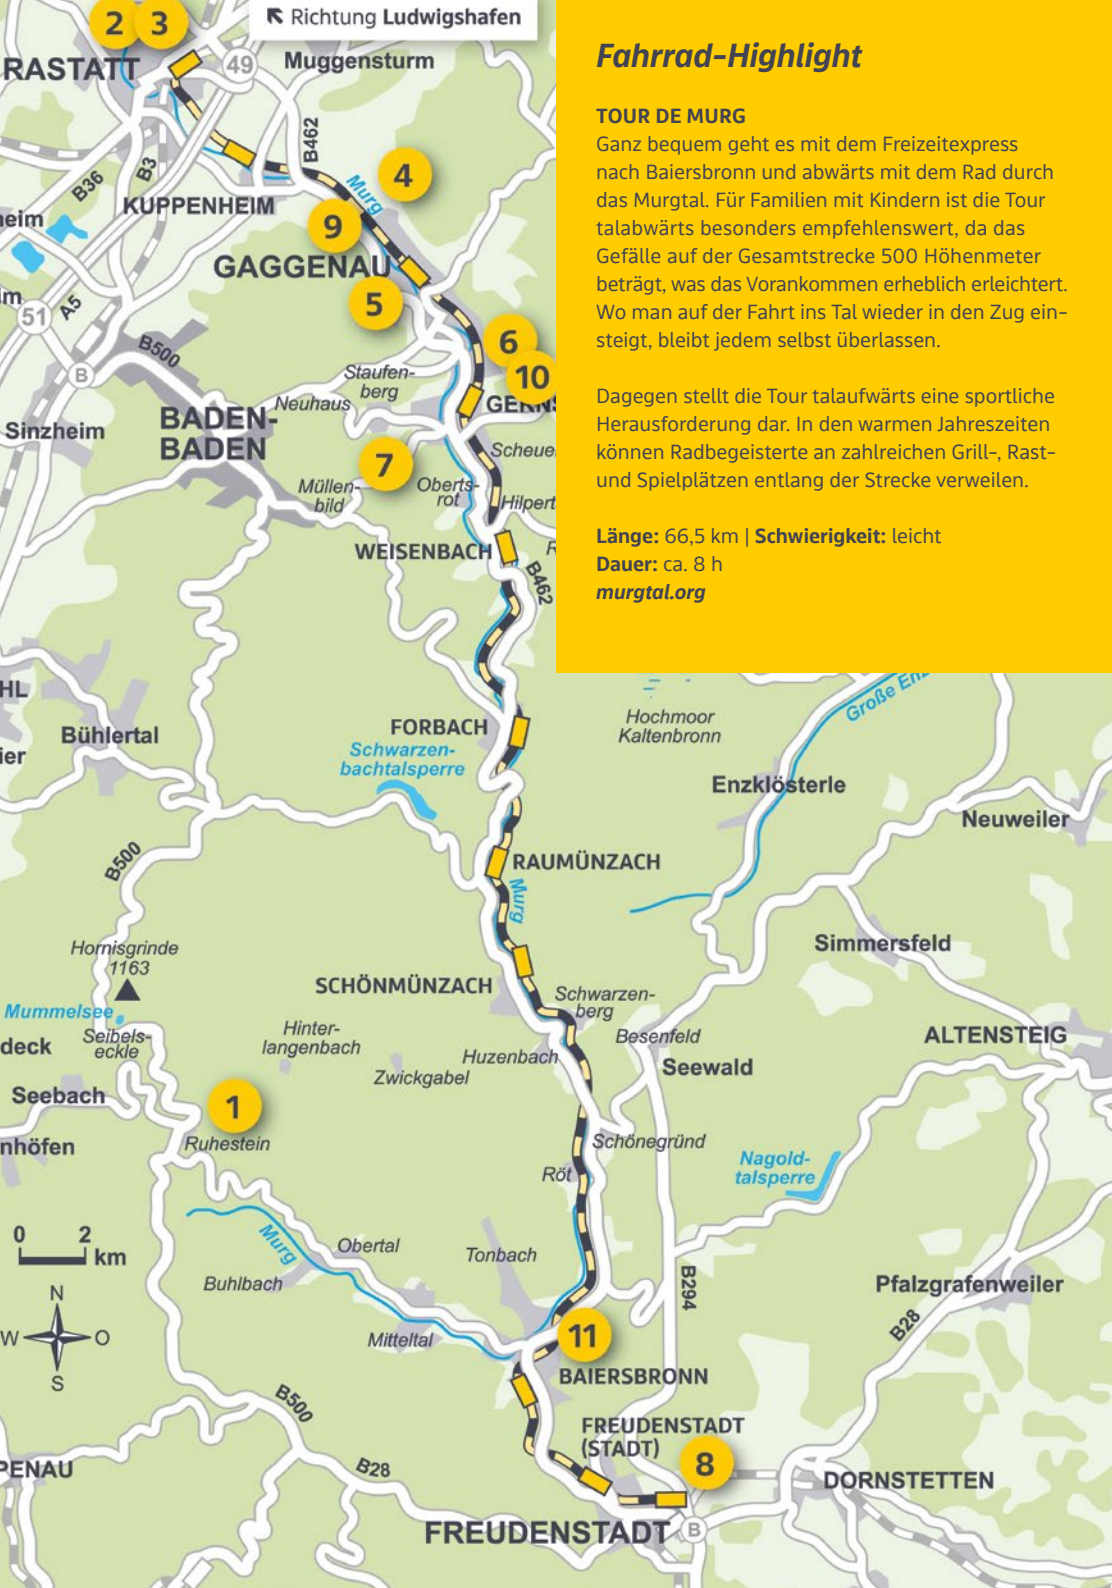 Richtung Ludwigshafen
2
3
RASTATT
49
Muggensturm
B462
B3
B36
KUPPENHEIM
Murg
4
9
GAGGENAU
5
51
A5
B
B500
6
10
Staufen-
berg
Neuhaus
BADEN-
BADEN
Sinzheim
7
Müllen-
bild
Oberts-
rot
WEISENBACH
B462
Fahrrad-Highlight
TOUR DE MURG
Ganz bequem geht es mit dem Freizeitexpress
nach Baiersbronn und abwärts mit dem Rad durch
das Murgtal. Für Familien mit Kindern ist die Tour
talabwärts besonders empfehlenswert, da das
Gefälle auf der Gesamtstrecke 500 Höhenmeter
beträgt, was das Vorankommen erheblich erleichtert.
Wo man auf der Fahrt ins Tal wieder in den Zug ein-
steigt, bleibt jedem selbst überlassen.
Dagegen stellt die Tour talaufwärts eine sportliche
Herausforderung dar. In den warmen Jahreszeiten
können Radbegeisterte an zahlreichen Grill-, Rast-
und Spielplätzen entlang der Strecke verweilen.
Länge: 66,5 km | Schwierigkeit: leicht
Dauer: ca. 8 h
murgtal.org
Bühlertal
FORBACH
Schwarzen-
bachtalsperre
Hochmoor
Kaltenbronn
Große
Enzklösterle
Neuweiler
B500
RAUMÜNZACH
Murg
Hornisgrinde
1163
Simmersfeld
SCHÖNMÜNZACH
Mummelsee
Seibels-
eckle
deck
Schwarzen-
berg
Hinter-
langenbach
Besenfeld
ALTENSTEIG
Huzenbach
Seewald
Zwickgabel
Seebach
1
Ruhestein
nhöfen
Schönegründ
Röt
Nagold-
talsperre
0 2
km
Murg
Obertal
Tonbach
Buhlbach
B294
Pfalzgrafenweiler
N
W O
S
Mitteltal
11
B28
BAIERSBRONN
B500
FREUDENSTADT
(STADT)
8
B28
PENAU
DORNSTETTEN
FREUDENSTADT
B